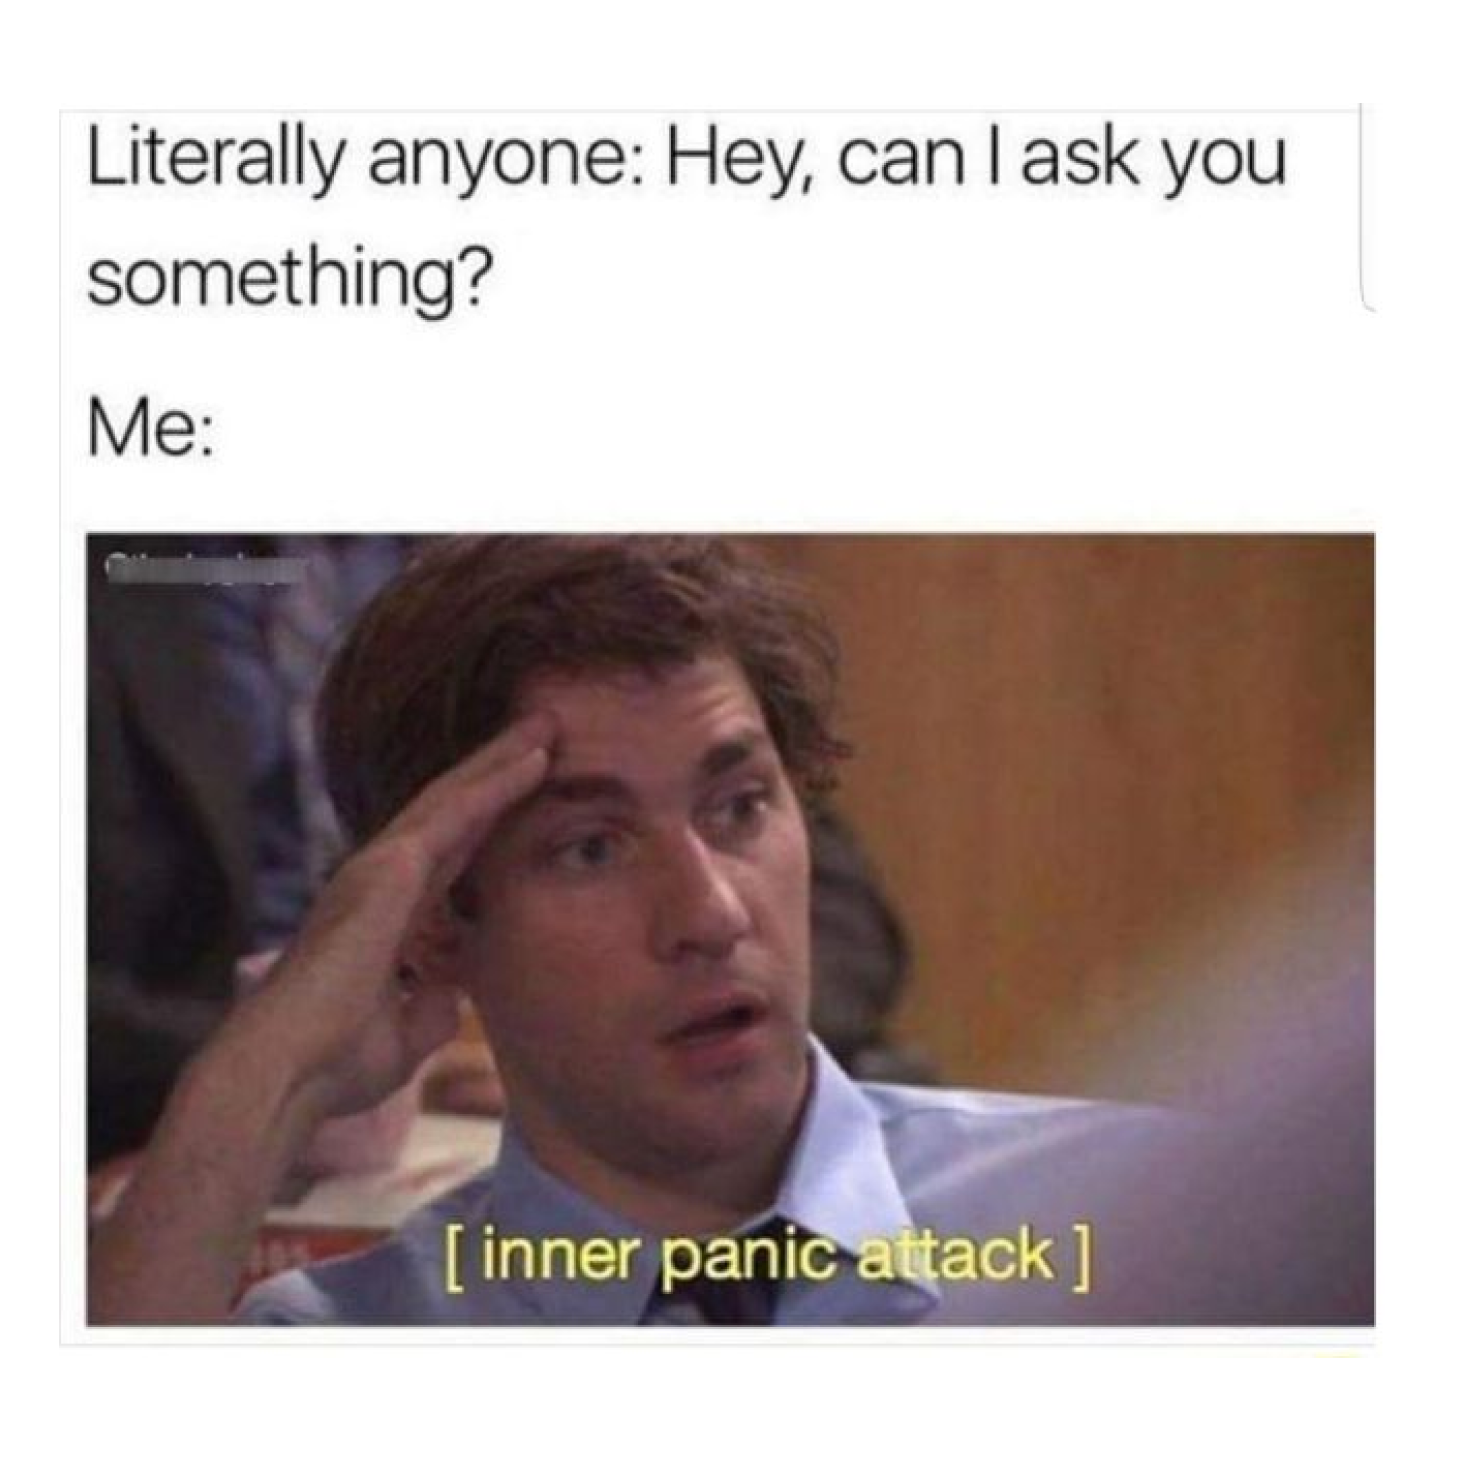 Literally anyone: Hey, can I ask you
something?
Me:
[ inner panic attack ]